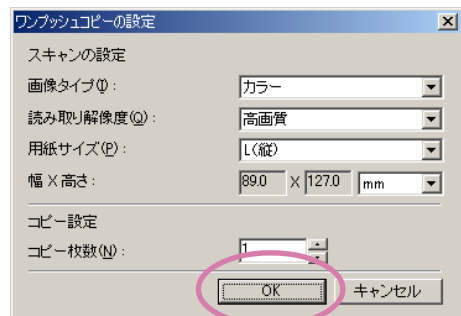 ワンプッシュコピーの設定
スキャンの設定
画像タイプ(I): カラー
読み取り解像度(Q): 高画質
用紙サイズ(P): L(縦)
幅 X 高さ: 89.0 X 127.0 mm
コピー設定
コピー枚数(N): 1
OK キャンセル